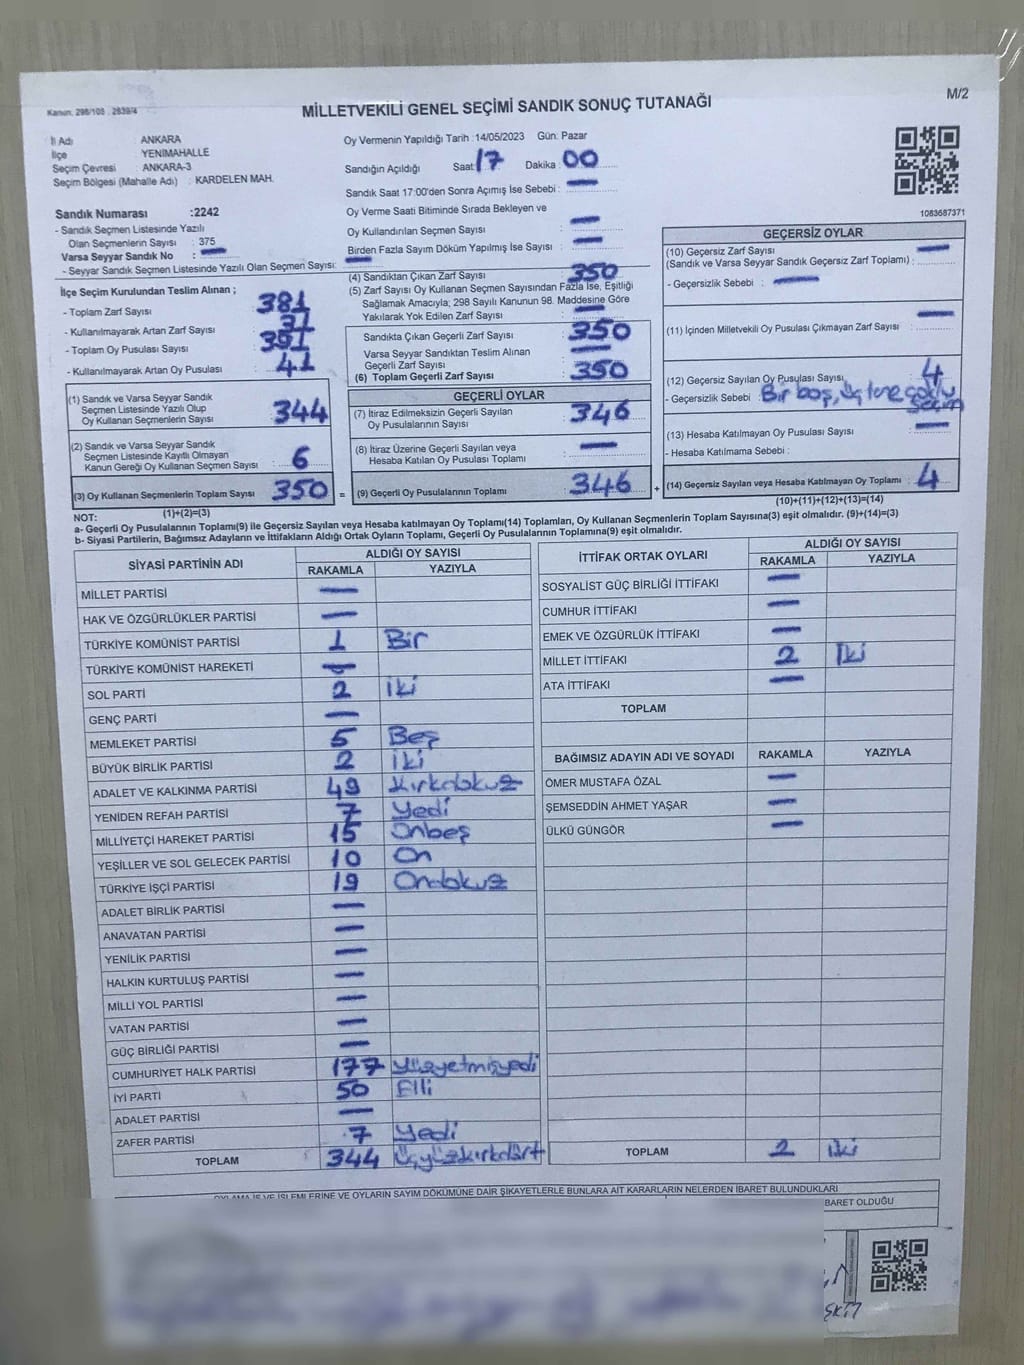 Kanun: 298/105 , 2839/4
MİLLETVEKİLİ GENEL SEÇİMİ SANDIK SONUÇ TUTANAĞI
M/2
İl Adı ANKARA
İlçe YENİMAHALLE
Seçim Çevresi : ANKARA-3
Seçim Bölgesi (Mahalle Adı) : KARDELEN MAH.
Sandık Numarası :2242
- Sandık Seçmen Listesinde Yazılı
Olan Seçmenlerin Sayısı : 375
Varsa Seyyar Sandık No : —
- Seyyar Sandık Seçmen Listesinde Yazılı Olan Seçmen Sayısı: —
İlçe Seçim Kurulundan Teslim Alınan ;
- Toplam Zarf Sayısı 381
- Kullanılmayarak Artan Zarf Sayısı 31
- Toplam Oy Pusulası Sayısı 391
- Kullanılmayarak Artan Oy Pusulası 41
(1) Sandık ve Varsa Seyyar Sandık
Seçmen Listesinde Yazılı Olup
Oy Kullanan Seçmenlerin Sayısı : 344
(2) Sandık ve Varsa Seyyar Sandık
Seçmen Listesinde Kayıtlı Olmayan
Kanun Gereği Oy Kullanan Seçmen Sayısı : 6
(3) Oy Kullanan Seçmenlerin Toplam Sayısı : 350 =
(1)+(2)=(3)
Oy Vermenin Yapıldığı Tarih : 14/05/2023 Gün: Pazar
Sandığın Açıldığı Saat: 17 Dakika : 00
Sandık Saat 17:00'den Sonra Açımış İse Sebebi : —
Oy Verme Saati Bitiminde Sırada Bekleyen ve
Oy Kullandırılan Seçmen Sayısı : —
Birden Fazla Sayım Döküm Yapılmış İse Sayısı : —
(4) Sandıktan Çıkan Zarf Sayısı : 350
(5) Zarf Sayısı Oy Kullanan Seçmen Sayısından Fazla İse, Eşitliği
Sağlamak Amacıyla; 298 Sayılı Kanunun 98. Maddesine Göre
Yakılarak Yok Edilen Zarf Sayısı : —
Sandıkta Çıkan Geçerli Zarf Sayısı : 350
Varsa Seyyar Sandıktan Teslim Alınan
Geçerli Zarf Sayısı : —
(6) Toplam Geçerli Zarf Sayısı : 350
GEÇERLİ OYLAR
(7) İtiraz Edilmeksizin Geçerli Sayılan
Oy Pusulalarının Sayısı : 346
(8) İtiraz Üzerine Geçerli Sayılan veya
Hesaba Katılan Oy Pusulası Toplamı : —
(9) Geçerli Oy Pusulalarının Toplamı : 346 +
1083687371
GEÇERSİZ OYLAR
(10) Geçersiz Zarf Sayısı
(Sandık ve Varsa Seyyar Sandık Geçersiz Zarf Toplamı) : —
- Geçersizlik Sebebi : —
(11) İçinden Milletvekili Oy Pusulası Çıkmayan Zarf Sayısı : —
(12) Geçersiz Sayılan Oy Pusulası Sayısı : 4
- Geçersizlik Sebebi : Bir boş, üç tane çoklu
seçim
(13) Hesaba Katılmayan Oy Pusulası Sayısı : —
- Hesaba Katılmama Sebebi :
(14) Geçersiz Sayılan veya Hesaba Katılmayan Oy Toplamı : 4
(10)+(11)+(12)+(13)=(14)
NOT:
a- Geçerli Oy Pusulasının Toplamı(9) ile Geçersiz Sayılan veya Hesaba katılmayan Oy Toplamı(14) Toplamları, Oy Kullanan Seçmenlerin Toplam Sayısına(3) eşit olmalıdır. (9)+(14)=(3)
b- Siyasi Partilerin, Bağımsız Adayların ve İttifakların Aldığı Ortak Oyların Toplamı, Geçerli Oy Pusulalarının Toplamına(9) eşit olmalıdır.
SİYASİ PARTİNİN ADI ALDIĞI OY SAYISI
RAKAMLA YAZIYLA
MİLLET PARTİSİ —
HAK VE ÖZGÜRLÜKLER PARTİSİ —
TÜRKİYE KOMÜNİST PARTİSİ 1 Bir
TÜRKİYE KOMÜNİST HAREKETİ —
SOL PARTİ 2 iki
GENÇ PARTİ —
MEMLEKET PARTİSİ 5 Beş
BÜYÜK BİRLİK PARTİSİ 2 İki
ADALET VE KALKINMA PARTİSİ 49 Kırkdokuz
YENİDEN REFAH PARTİSİ 7 Yedi
MİLLİYETÇİ HAREKET PARTİSİ 15 Onbeş
YEŞİLLER VE SOL GELECEK PARTİSİ 10 On
TÜRKİYE İŞÇİ PARTİSİ 19 Ondokuz
ADALET BİRLİK PARTİSİ —
ANAVATAN PARTİSİ —
YENİLİK PARTİSİ —
HALKIN KURTULUŞ PARTİSİ —
MİLLİ YOL PARTİSİ —
VATAN PARTİSİ —
GÜÇ BİRLİĞİ PARTİSİ —
CUMHURİYET HALK PARTİSİ 177 Yüzyetmişyedi
İYİ PARTİ 50 Elli
ADALET PARTİSİ —
ZAFER PARTİSİ 7 Yedi
TOPLAM 344 Üçyüzkırkdört
İTTİFAK ORTAK OYLARI ALDIĞI OY SAYISI
RAKAMLA YAZIYLA
SOSYALİST GÜÇ BİRLİĞİ İTTİFAKI —
CUMHUR İTTİFAKI —
EMEK VE ÖZGÜRLÜK İTTİFAKI —
MİLLET İTTİFAKI 2 İki
ATA İTTİFAKI —
TOPLAM
BAĞIMSIZ ADAYIN ADI VE SOYADI RAKAMLA YAZIYLA
ÖMER MUSTAFA ÖZAL —
ŞEMSEDDİN AHMET YAŞAR —
ÜLKÜ GÜNGÖR —
TOPLAM 2 iki
OYLAMA İŞ VE İŞLEMLERİNE VE OYLARIN SAYIM DÖKÜMÜNE DAİR ŞİKAYETLERLE BUNLARA AİT KARARLARIN NELERDEN İBARET BULUNDUKLARI
BARET OLDUĞU